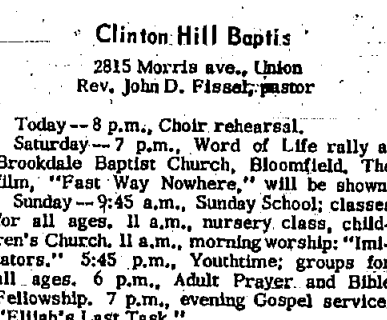 Clinton Hill Baptis
2815 Morris ave., Union
Rev. John D. Fissel, pastor
Today -- 8 p.m., Choir rehearsal.
Saturday -- 7 p.m., Word of Life rally a
Brookdale Baptist Church, Bloomfield. The
film, "Fast Way Nowhere," will be shown
Sunday -- 9:45 a.m., Sunday School; classes
for all ages. 11 a.m., nursery class, child-
ren's Church. 11 a.m., morning worship: "Imi-
tators." 5:45 p.m., Youthtime; groups for
all ages. 6 p.m., Adult Prayer and Bible
Fellowship. 7 p.m., evening Gospel service
"Elijah's Last Task."